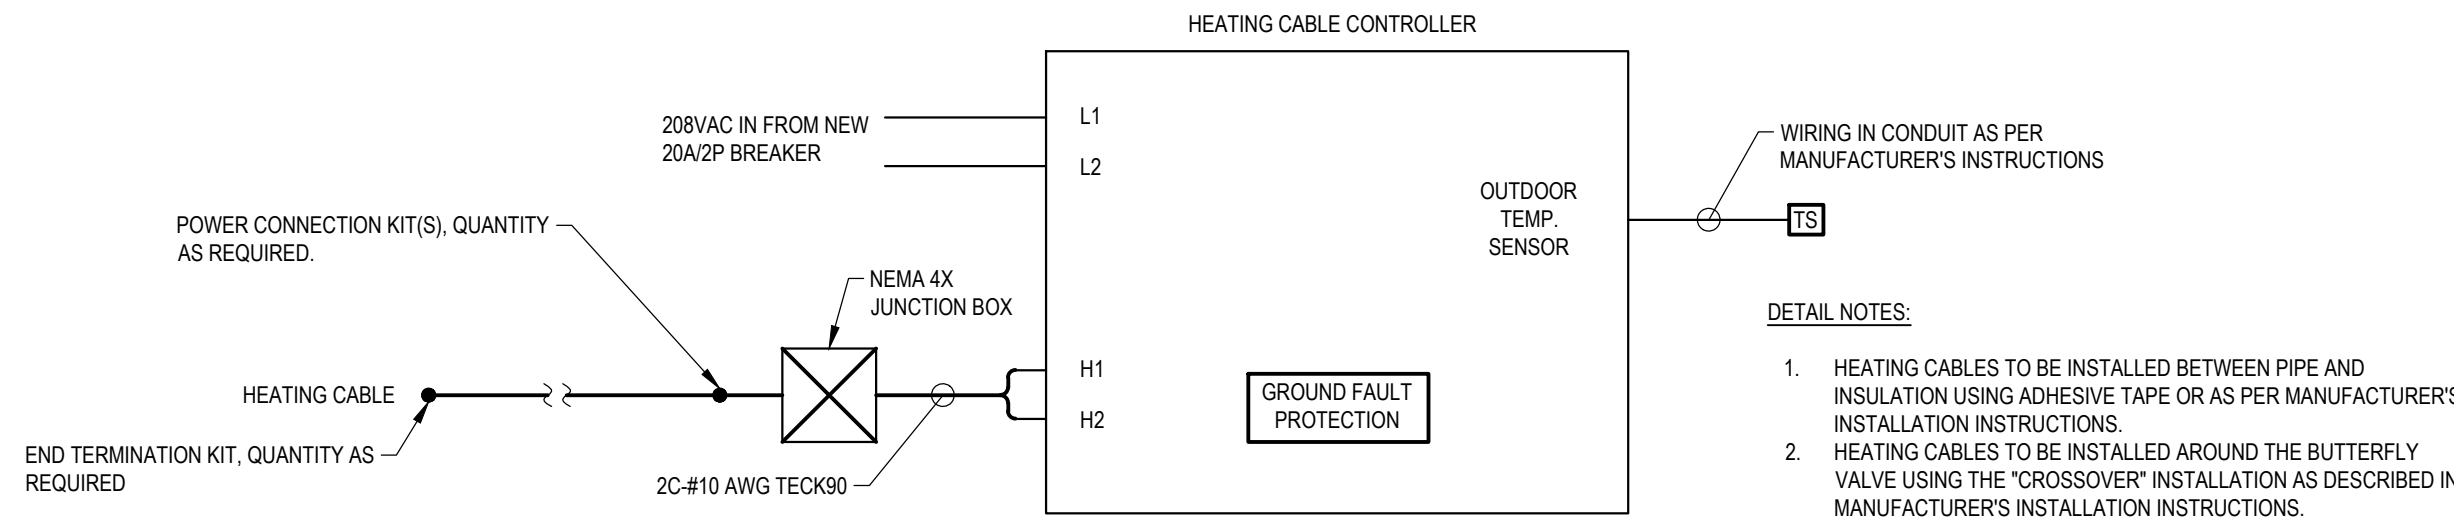 HEATING CABLE CONTROLLER
208VAC IN FROM NEW
20A/2P BREAKER
L1
L2
WIRING IN CONDUIT AS PER
MANUFACTURER'S INSTRUCTIONS
OUTDOOR
TEMP.
SENSOR
TS
POWER CONNECTION KIT(S), QUANTITY
AS REQUIRED.
NEMA 4X
JUNCTION BOX
HEATING CABLE
H1
H2
GROUND FAULT
PROTECTION
END TERMINATION KIT, QUANTITY AS
REQUIRED
2C-#10 AWG TECK90
DETAIL NOTES:
1. HEATING CABLES TO BE INSTALLED BETWEEN PIPE AND
INSULATION USING ADHESIVE TAPE OR AS PER MANUFACTURER'S
INSTALLATION INSTRUCTIONS.
2. HEATING CABLES TO BE INSTALLED AROUND THE BUTTERFLY
VALVE USING THE "CROSSOVER" INSTALLATION AS DESCRIBED IN
MANUFACTURER'S INSTALLATION INSTRUCTIONS.